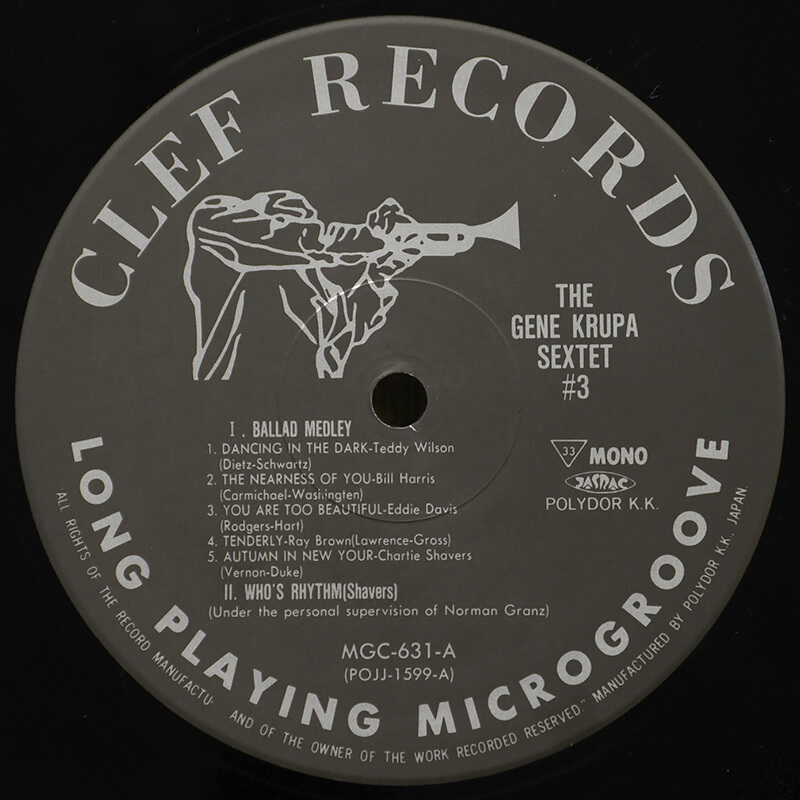 CLEF RECORDS
THE
GENE KRUPA
SEXTET
#3
I. BALLAD MEDLEY
1. DANCING IN THE DARK-Teddy Wilson
(Dietz-Schwartz)
2. THE NEARNESS OF YOU-Bill Harris
(Carmichael-Washington)
3. YOU ARE TOO BEAUTIFUL-Eddie Davis
(Rodgers-Hart)
4. TENDERLY-Ray Brown(Lawrence-Gross)
5. AUTUMN IN NEW YOUR-Chartie Shavers
(Vernon-Duke)
II. WHO'S RHYTHM(Shavers)
(Under the personal supervision of Norman Granz)
33 MONO
JASRAC
POLYDOR K.K.
MGC-631-A
(POJJ-1599-A)
LONG PLAYING MICROGROOVE
"ALL RIGHTS OF THE RECORD MANUFACTU- AND OF THE OWNER OF THE WORK RECORDED RESERVED." MANUFACTURED BY POLYDOR K.K., JAPAN.